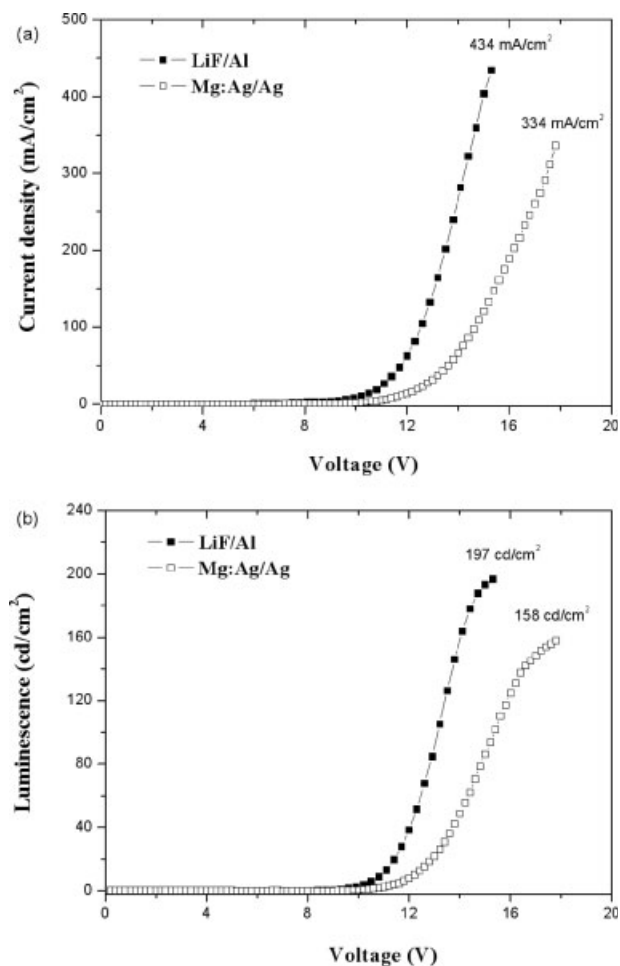 (a)
500
450
400
300
200
100
0
0 4 8 12 16 20
Current density (mA/cm²)
Voltage (V)
LiF/Al
Mg:Ag/Ag
434 mA/cm²
334 mA/cm²
(b)
240
200
160
120
80
40
0
0 4 8 12 16 20
Luminescence (cd/cm²)
Voltage (V)
LiF/Al
Mg:Ag/Ag
197 cd/cm²
158 cd/cm²